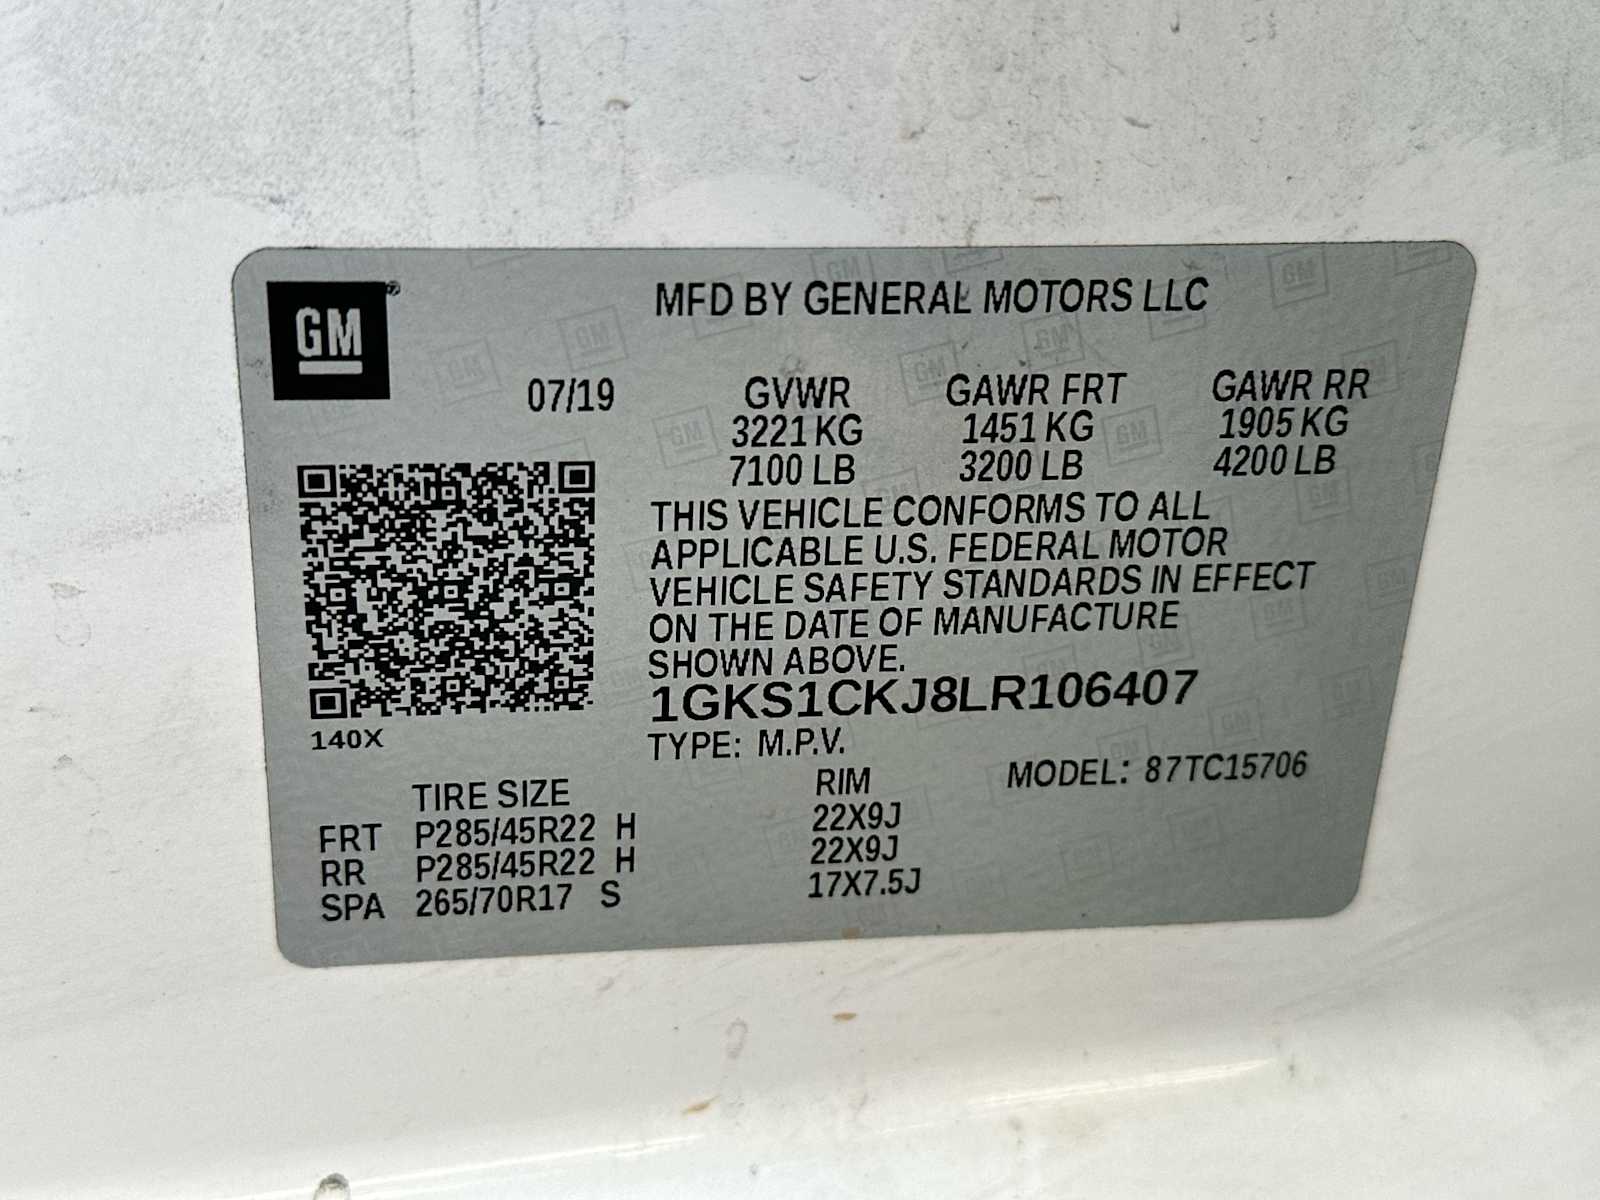 GM
MFD BY GENERAL MOTORS LLC
07/19 GVWR GAWR FRT GAWR RR
3221 KG 1451 KG 1905 KG
7100 LB 3200 LB 4200 LB
THIS VEHICLE CONFORMS TO ALL
APPLICABLE U.S. FEDERAL MOTOR
VEHICLE SAFETY STANDARDS IN EFFECT
ON THE DATE OF MANUFACTURE
SHOWN ABOVE.
1GKS1CKJ8LR106407
140X
TYPE: M.P.V.
MODEL: 87TC15706
TIRE SIZE RIM
FRT P285/45R22 H 22X9J
RR P285/45R22 H 22X9J
SPA 265/70R17 S 17X7.5J